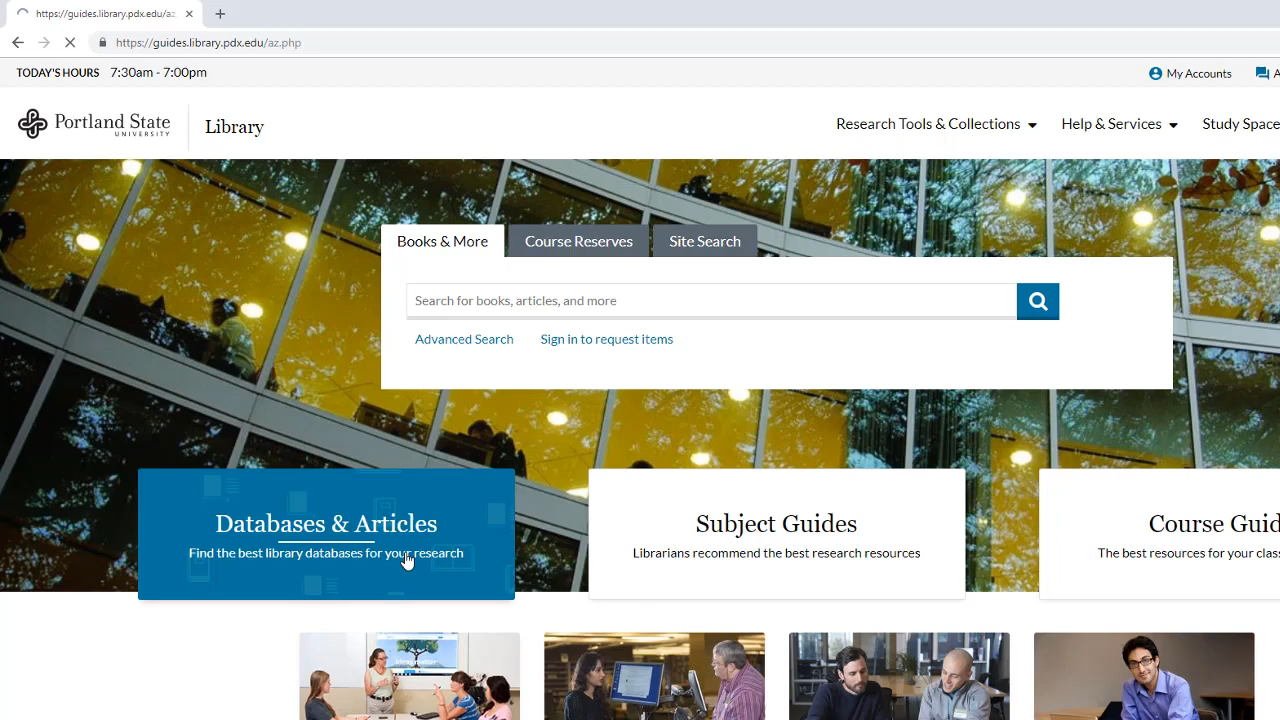 https://guides.library.pdx.edu/az
https://guides.library.pdx.edu/az.php
TODAY'S HOURS 7:30am - 7:00pm
My Accounts
A
Portland State
UNIVERSITY
Library
Research Tools & Collections
Help & Services
Study Space
Books & More
Course Reserves
Site Search
Search for books, articles, and more
Advanced Search
Sign in to request items
Databases & Articles
Find the best library databases for your research
Subject Guides
Librarians recommend the best research resources
Course Guid
The best resources for your class
Ideas matter